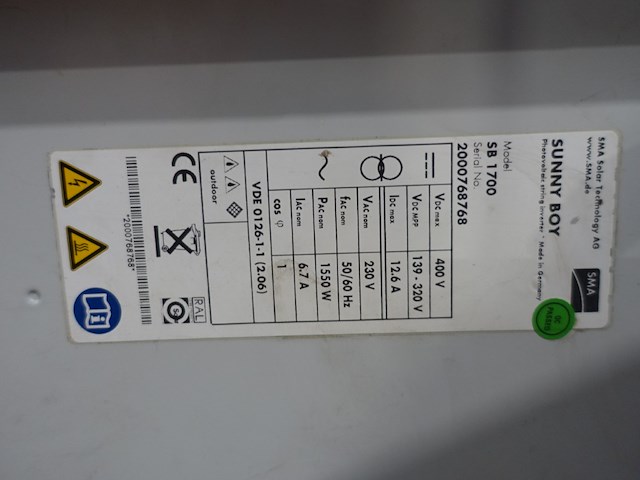 SMA Solar Technology AG
www.SMA.de
SMA
SUNNY BOY
Photovoltaic string inverter - Made in Germany
QC PASSED
Model
SB 1700
Serial No.
2000768768
VDC max 400 V
VDC MPP 139 - 320 V
IDC max 12.6 A
VAC nom 230 V
fAC nom 50/60 Hz
PAC nom 1550 W
IAC nom 6.7 A
cos φ 1
VDE 0126-1-1 (2.06)
outdoor
CE
RAL
S
*2000768768*
i